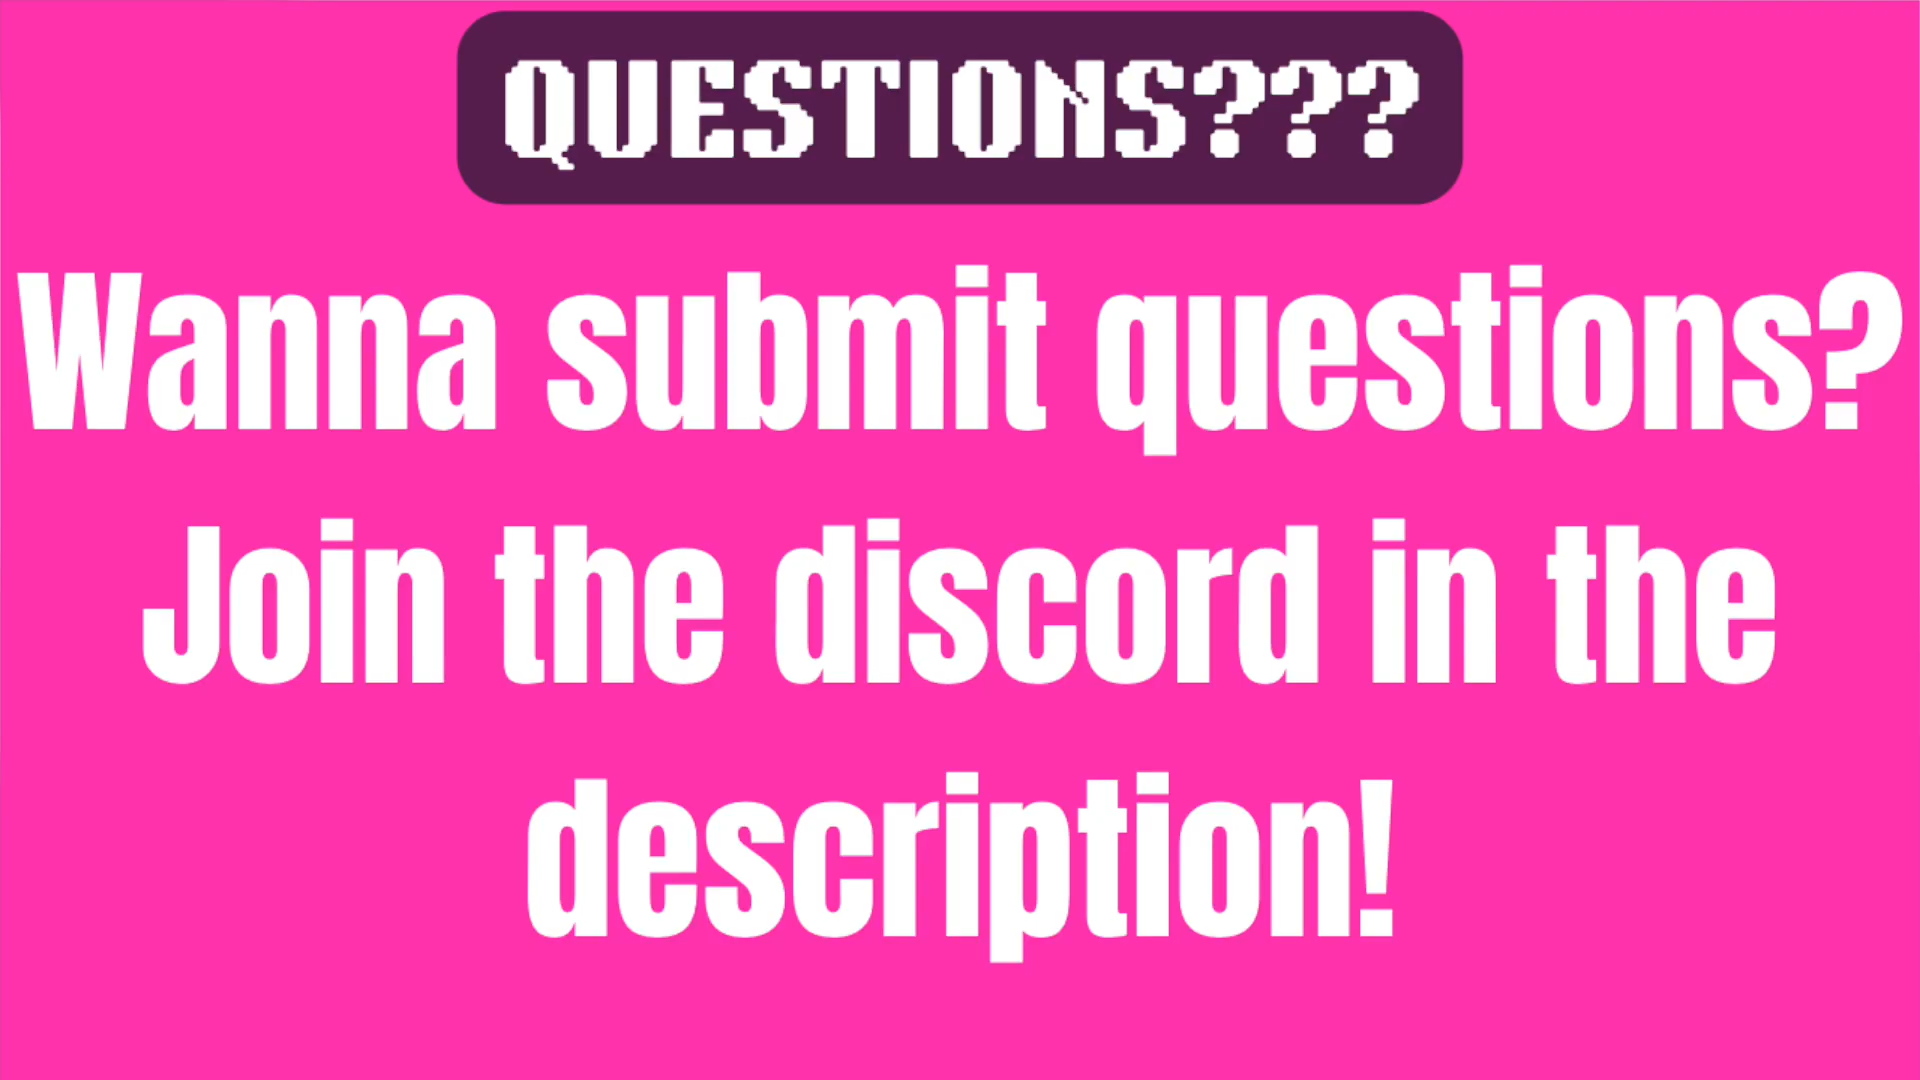 QUESTIONS???
Wanna submit questions?
Join the discord in the
description!